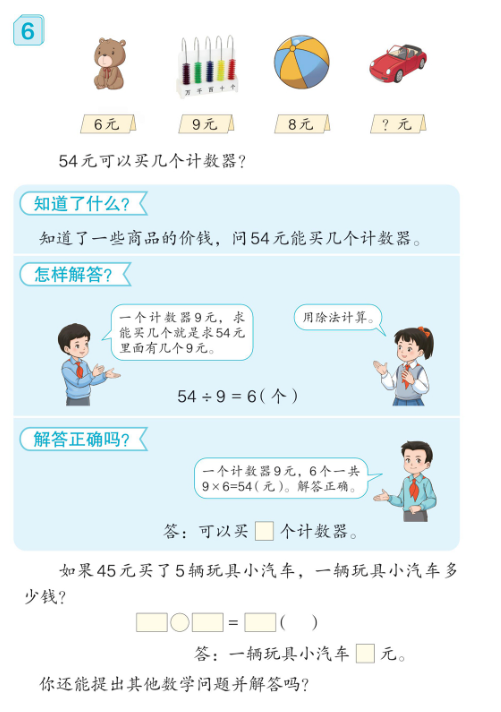 6
万 千 百 十 个
6元 9元 8元 ?元
54元可以买几个计数器?
知道了什么?
知道了一些商品的价钱，问54元能买几个计数器。
怎样解答?
一个计数器9元，求
能买几个就是求54元
里面有几个9元。
用除法计算。
54÷9=6(个)
解答正确吗?
一个计数器9元，6个一共
9×6=54(元)。解答正确。
答：可以买□个计数器。
如果45元买了5辆玩具小汽车，一辆玩具小汽车多
少钱?
□○□=□( )
答：一辆玩具小汽车□元。
你还能提出其他数学问题并解答吗?